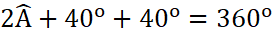 2Â + 40º + 40º = 360º